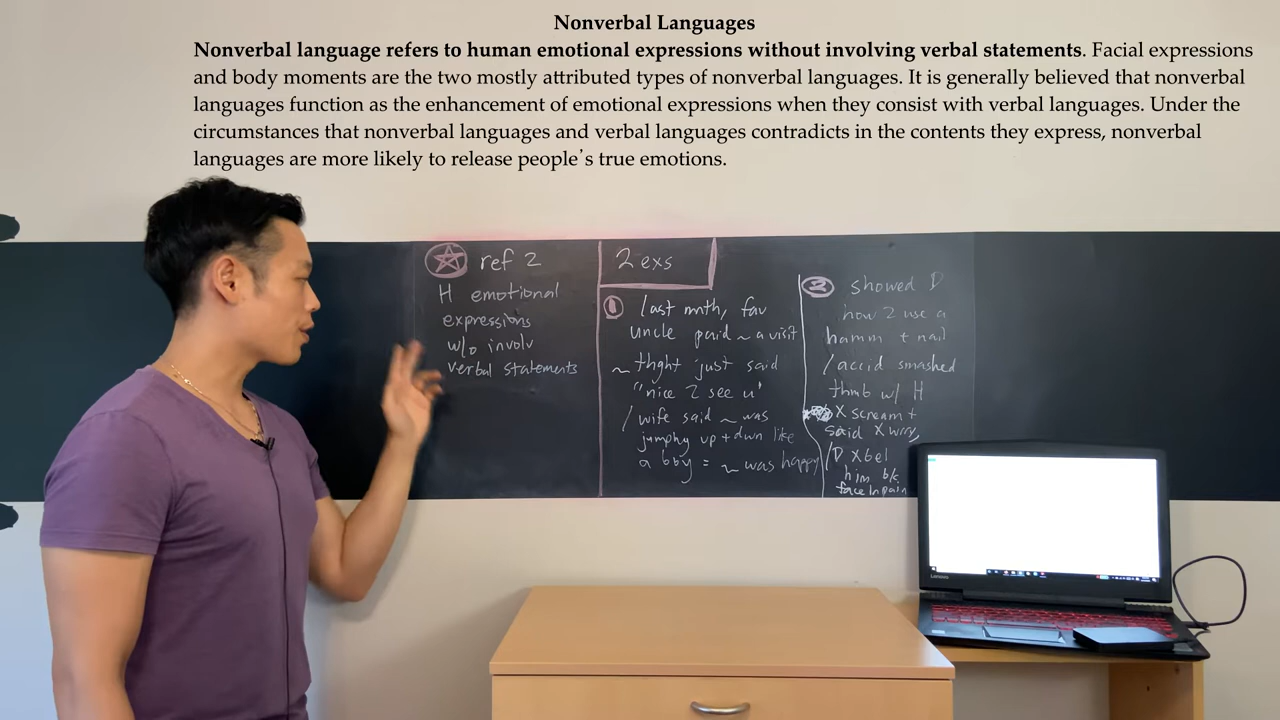 Nonverbal Languages
Nonverbal language refers to human emotional expressions without involving verbal statements. Facial expressions
and body moments are the two mostly attributed types of nonverbal languages. It is generally believed that nonverbal
languages function as the enhancement of emotional expressions when they consist with verbal languages. Under the
circumstances that nonverbal languages and verbal languages contradicts in the contents they express, nonverbal
languages are more likely to release people's true emotions.
ref 2
H emotional
expressions
w/o involv
verbal statements
2 exs
1 last mnth, fav
uncle paid ~ a visit
~ thght just said
"nice 2 see u"
/ wife said ~ was
jumphy up + dwn like
a bby = ~ was happy
2 showed D
how 2 use a
hamm + nail
/ accid smashed
thmb w/ H
X scream +
said X wrry
/ D X bel
him b/c
face in pain
Lenovo